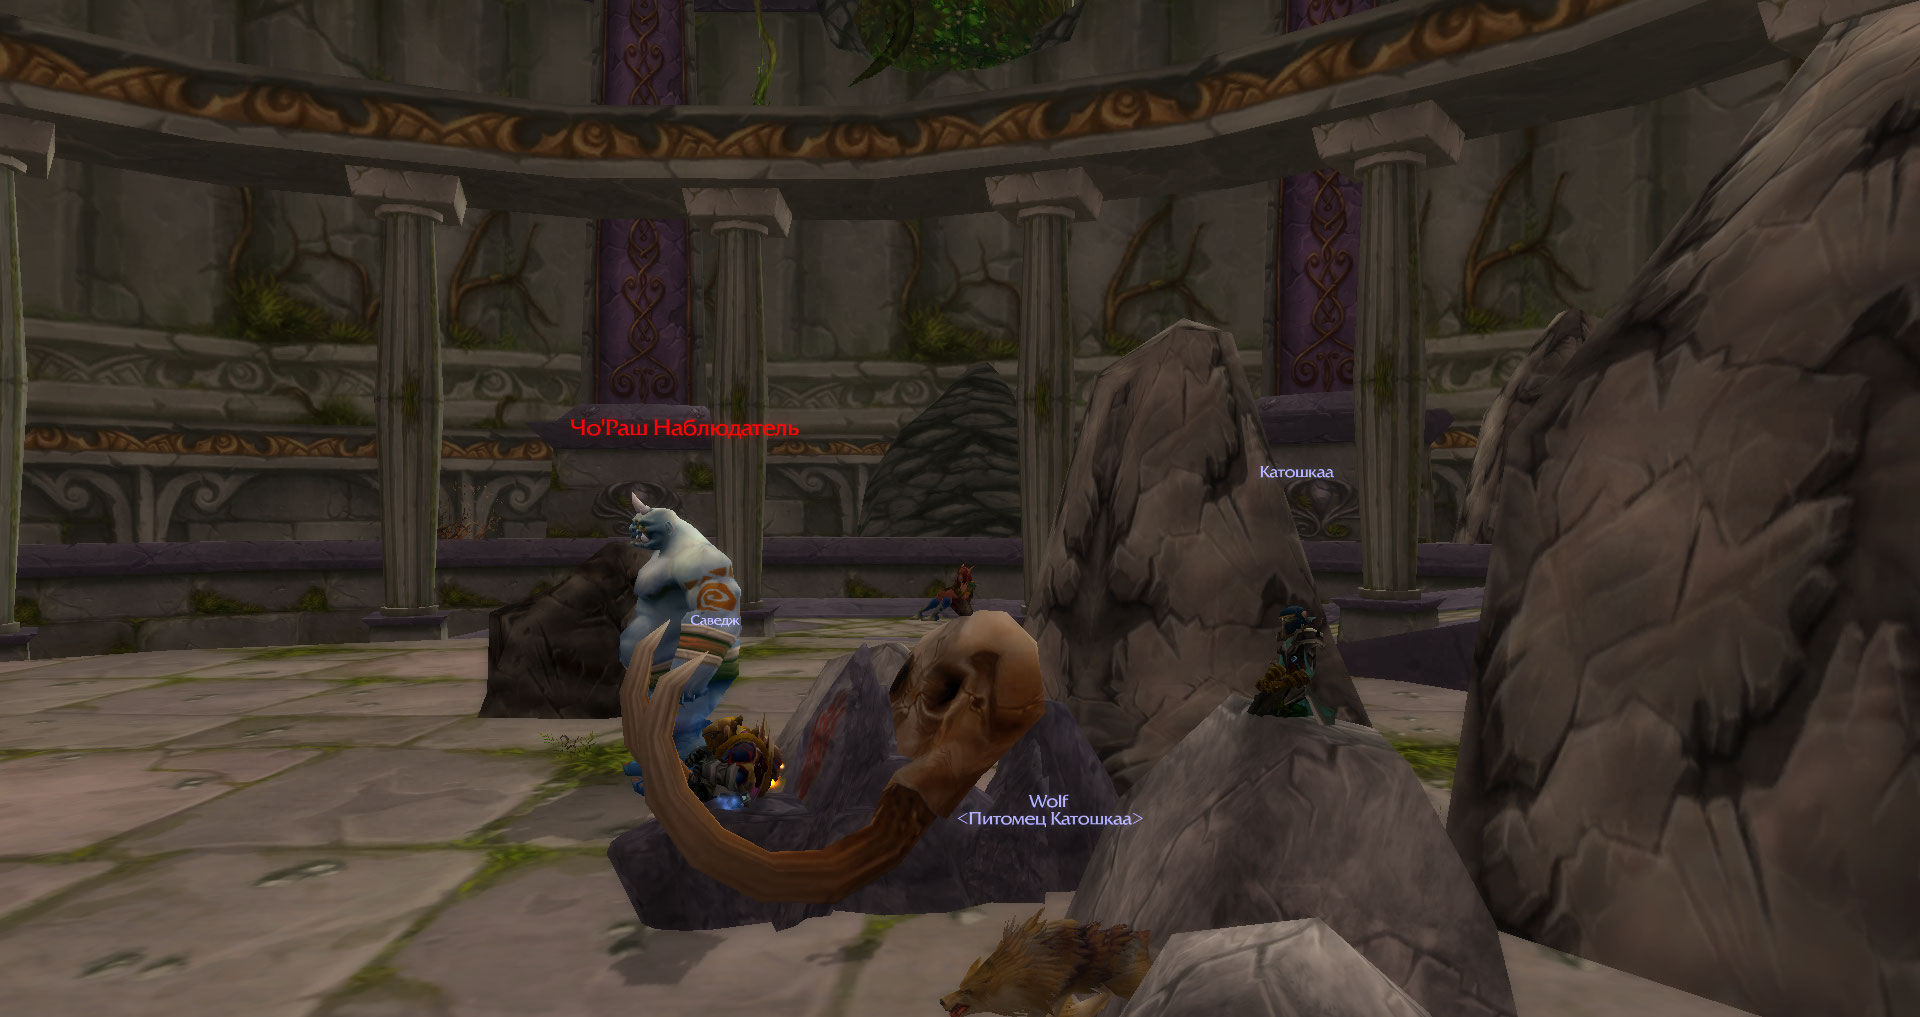 Чо'Раш Наблюдатель
Катошкаа
Саведж
Wolf
<Питомец Катошкаа>